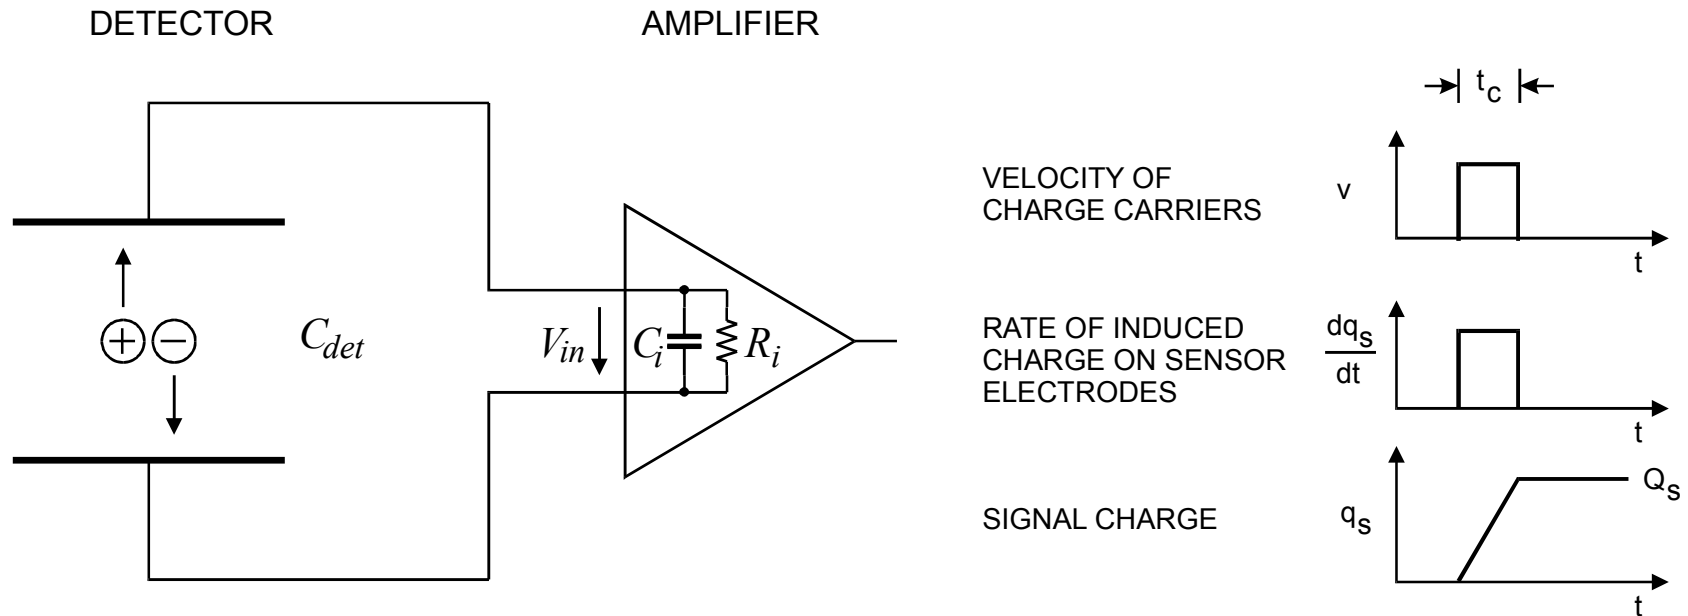 DETECTOR
AMPLIFIER
+
−
C_det
V_in
C_i
R_i
t_c
VELOCITY OF
CHARGE CARRIERS
v
t
RATE OF INDUCED
CHARGE ON SENSOR
ELECTRODES
dq_s
dt
t
SIGNAL CHARGE
q_s
Q_s
t